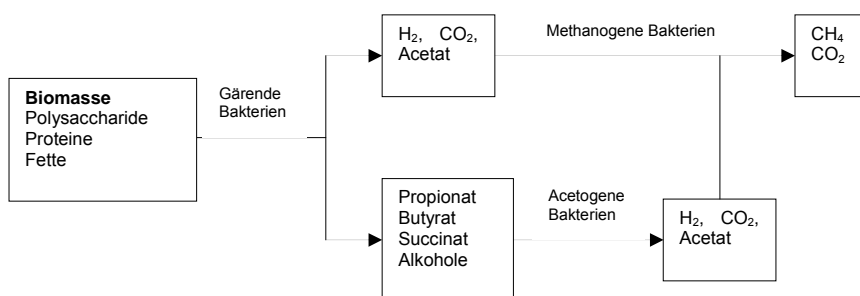 H₂, CO₂,
Acetat
Methanogene Bakterien
CH₄
CO₂
Biomasse
Polysaccharide
Proteine
Fette
Gärende
Bakterien
Propionat
Butyrat
Succinat
Alkohole
Acetogene
Bakterien
H₂, CO₂,
Acetat